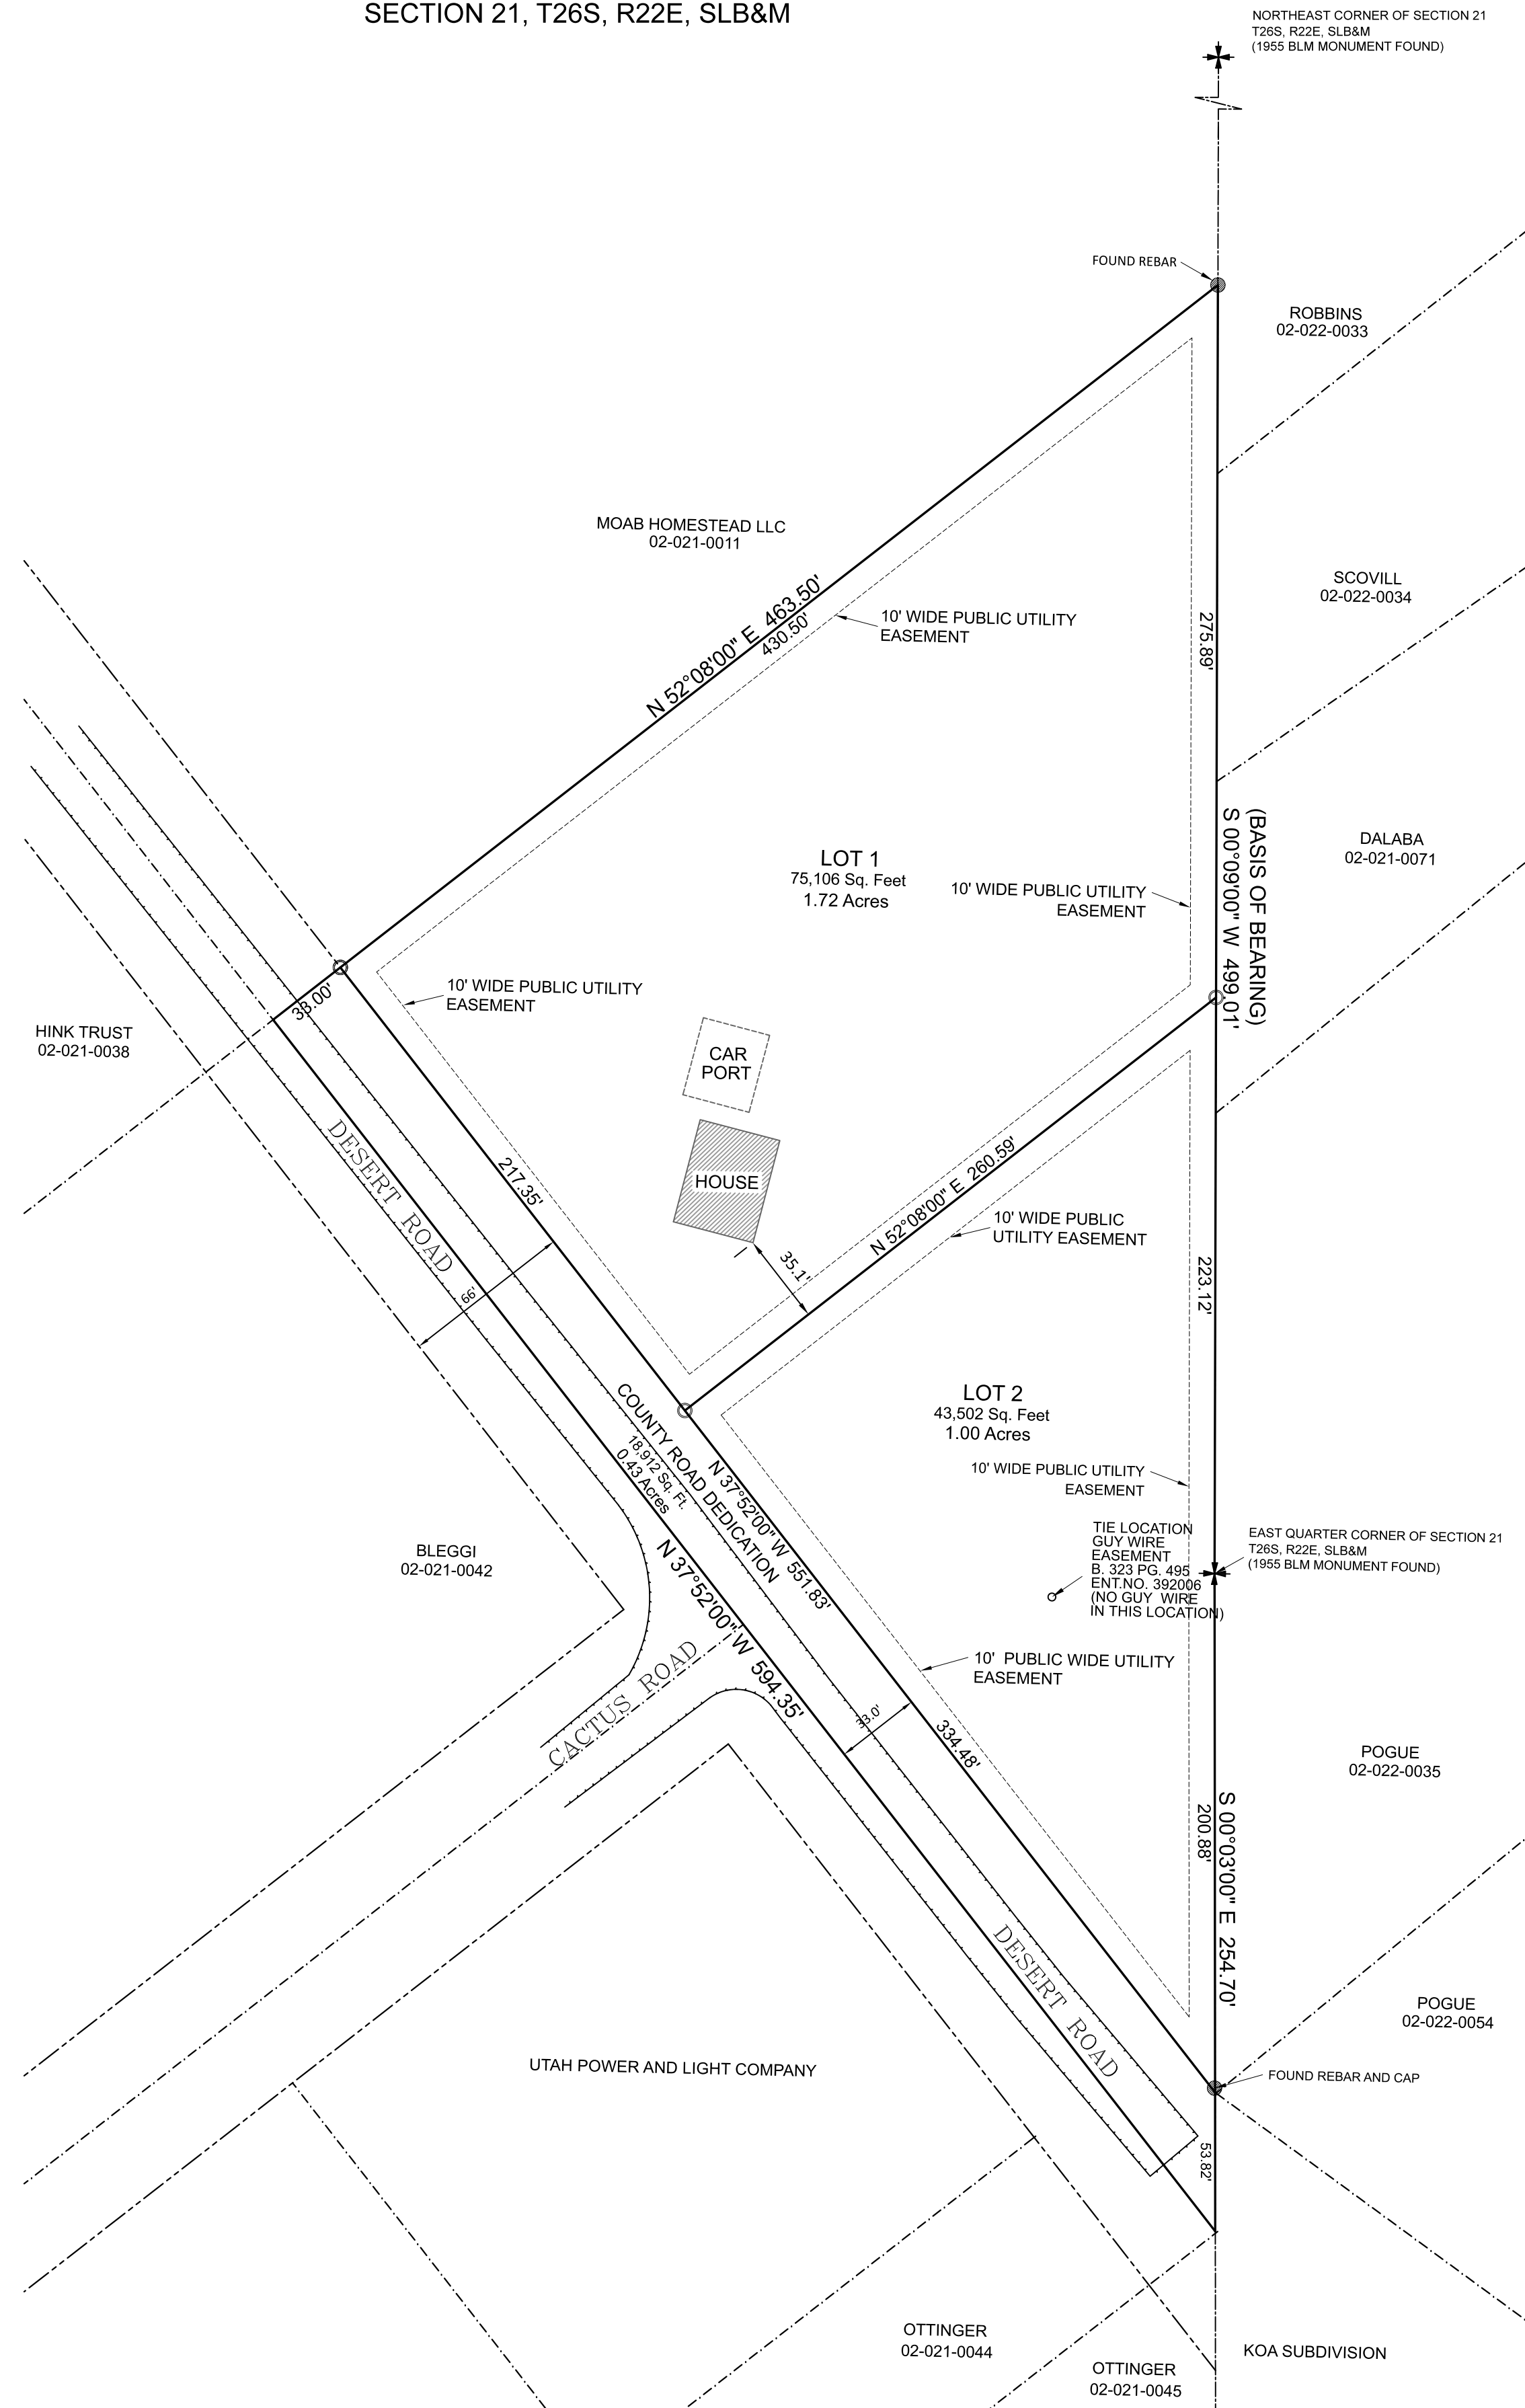 SECTION 21, T26S, R22E, SLB&M
NORTHEAST CORNER OF SECTION 21
T26S, R22E, SLB&M
(1955 BLM MONUMENT FOUND)
FOUND REBAR
ROBBINS
02-022-0033
MOAB HOMESTEAD LLC
02-021-0011
SCOVILL
02-022-0034
N 52°08'00" E 463.50'
430.50'
10' WIDE PUBLIC UTILITY
EASEMENT
275.89'
(BASIS OF BEARING)
S 00°09'00" W 499.01'
DALABA
02-021-0071
LOT 1
75,106 Sq. Feet
1.72 Acres
10' WIDE PUBLIC UTILITY
EASEMENT
10' WIDE PUBLIC UTILITY
EASEMENT
33.00'
HINK TRUST
02-021-0038
CAR
PORT
HOUSE
217.35'
DESERT ROAD
66'
35.1'
N 52°08'00" E 260.59'
10' WIDE PUBLIC
UTILITY EASEMENT
223.12'
LOT 2
43,502 Sq. Feet
1.00 Acres
COUNTY ROAD DEDICATION
18,912 Sq. Ft.
0.43 Acres
N 37°52'00" W 551.83'
N 37°52'00" W 594.35'
10' WIDE PUBLIC UTILITY
EASEMENT
TIE LOCATION
GUY WIRE
EASEMENT
B. 323 PG. 495
ENT.NO. 392006
(NO GUY WIRE
IN THIS LOCATION)
EAST QUARTER CORNER OF SECTION 21
T26S, R22E, SLB&M
(1955 BLM MONUMENT FOUND)
BLEGGI
02-021-0042
CACTUS ROAD
10' PUBLIC WIDE UTILITY
EASEMENT
33.0'
334.48'
POGUE
02-022-0035
200.88'
S 00°03'00" E 254.70'
DESERT ROAD
POGUE
02-022-0054
UTAH POWER AND LIGHT COMPANY
FOUND REBAR AND CAP
53.82'
OTTINGER
02-021-0044
OTTINGER
02-021-0045
KOA SUBDIVISION